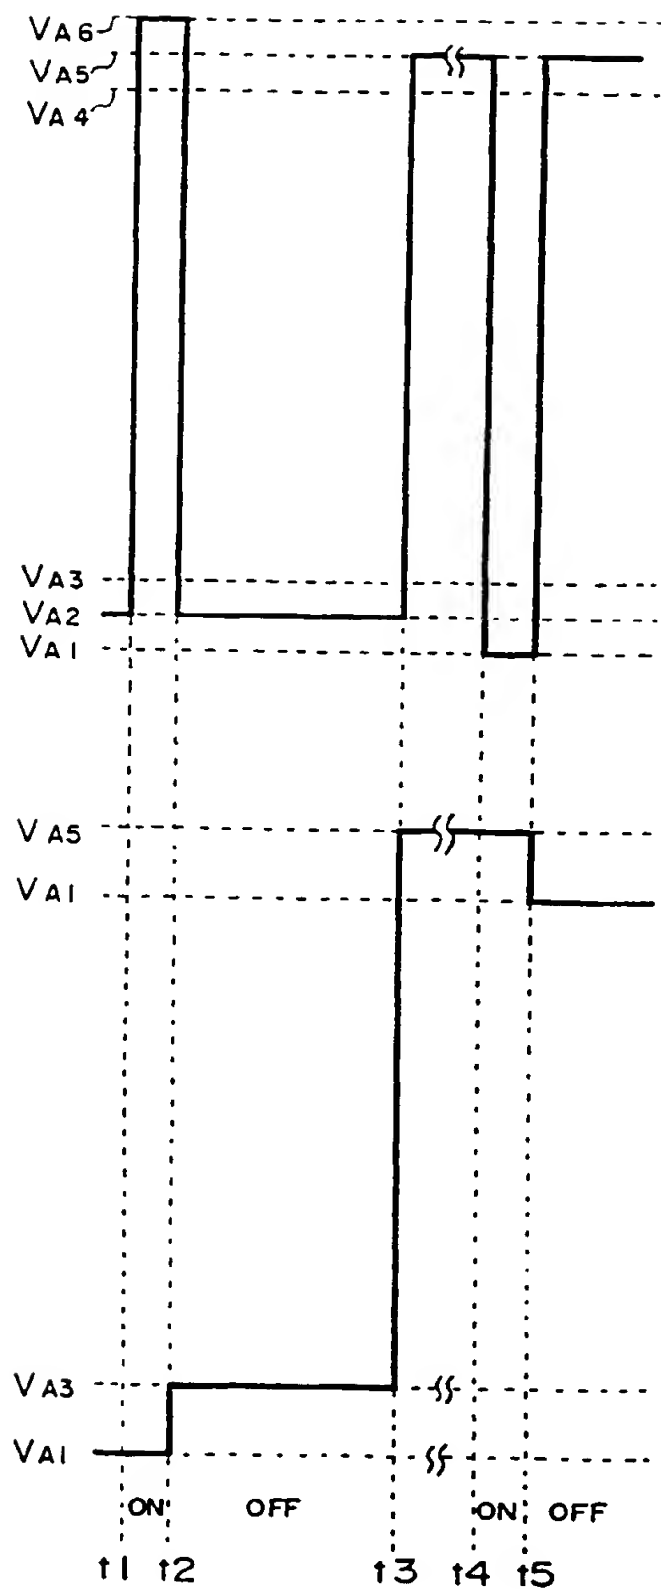 VA6
VA5
VA4
VA3
VA2
VA1
VA5
VA1
VA3
VA1
ON OFF ON OFF
t1 t2 t3 t4 t5